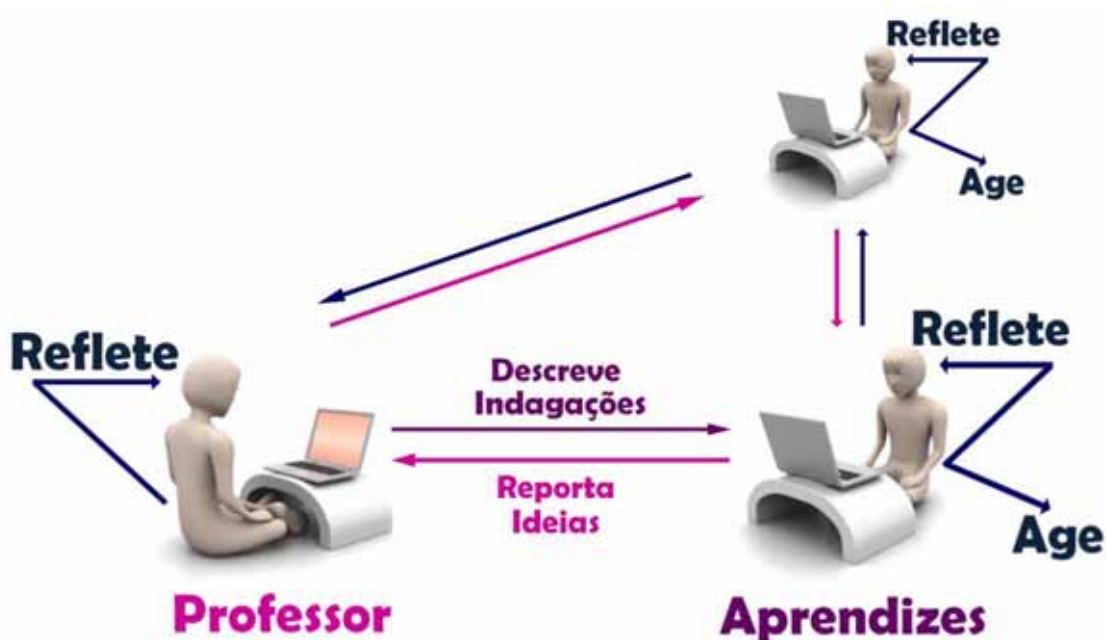 Reflete
Age
Reflete
Descreve
Indagações
Reflete
Reporta
Ideias
Age
Professor
Aprendizes